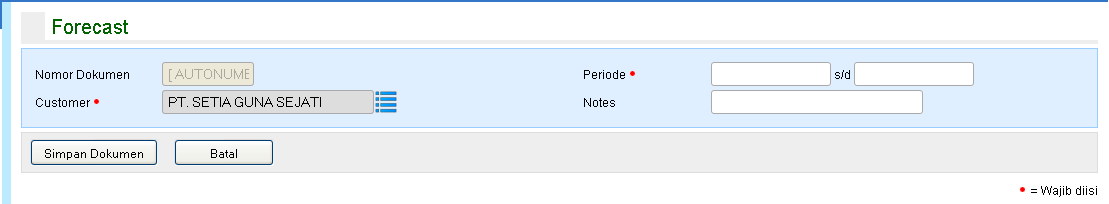 Forecast
Nomor Dokumen [AUTONUME Periode • s/d
Customer • PT. SETIA GUNA SEJATI Notes
Simpan Dokumen Batal
• = Wajib diisi